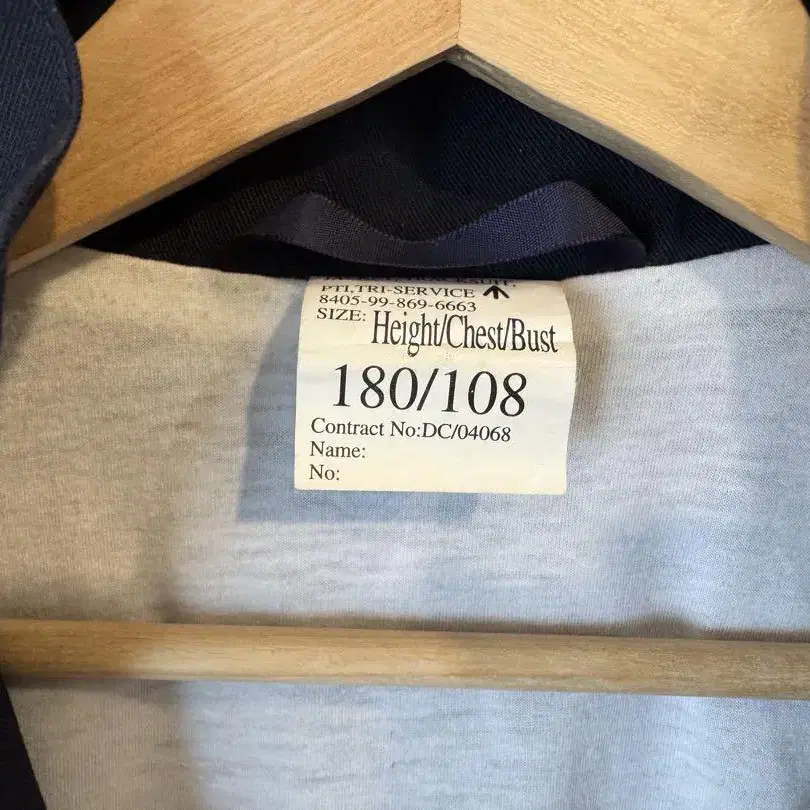 PTI,TRI-SERVICE
8405-99-869-6663
SIZE: Height/Chest/Bust
180/108
Contract No:DC/04068
Name:
No: